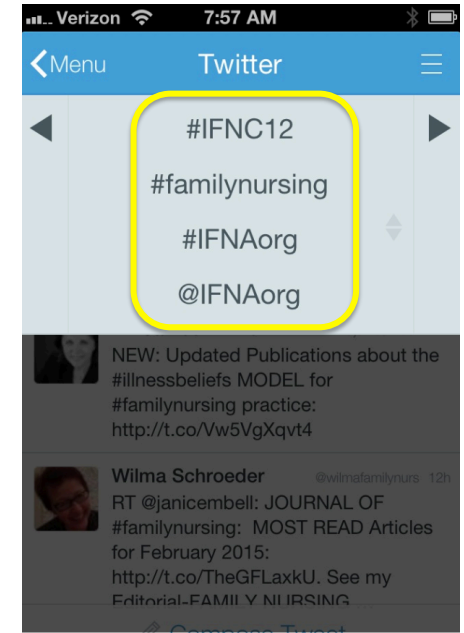 Verizon 7:57 AM
Menu Twitter
#IFNC12
#familynursing
#IFNAorg
@IFNAorg
NEW: Updated Publications about the
#illnessbeliefs MODEL for
#familynursing practice:
http://t.co/Vw5VgXqvt4
Wilma Schroeder @wilmafamilynurs 12h
RT @janicembell: JOURNAL OF
#familynursing: MOST READ Articles
for February 2015:
http://t.co/TheGFLaxkU. See my
Editorial-FAMILY NURSING
Compose Tweet